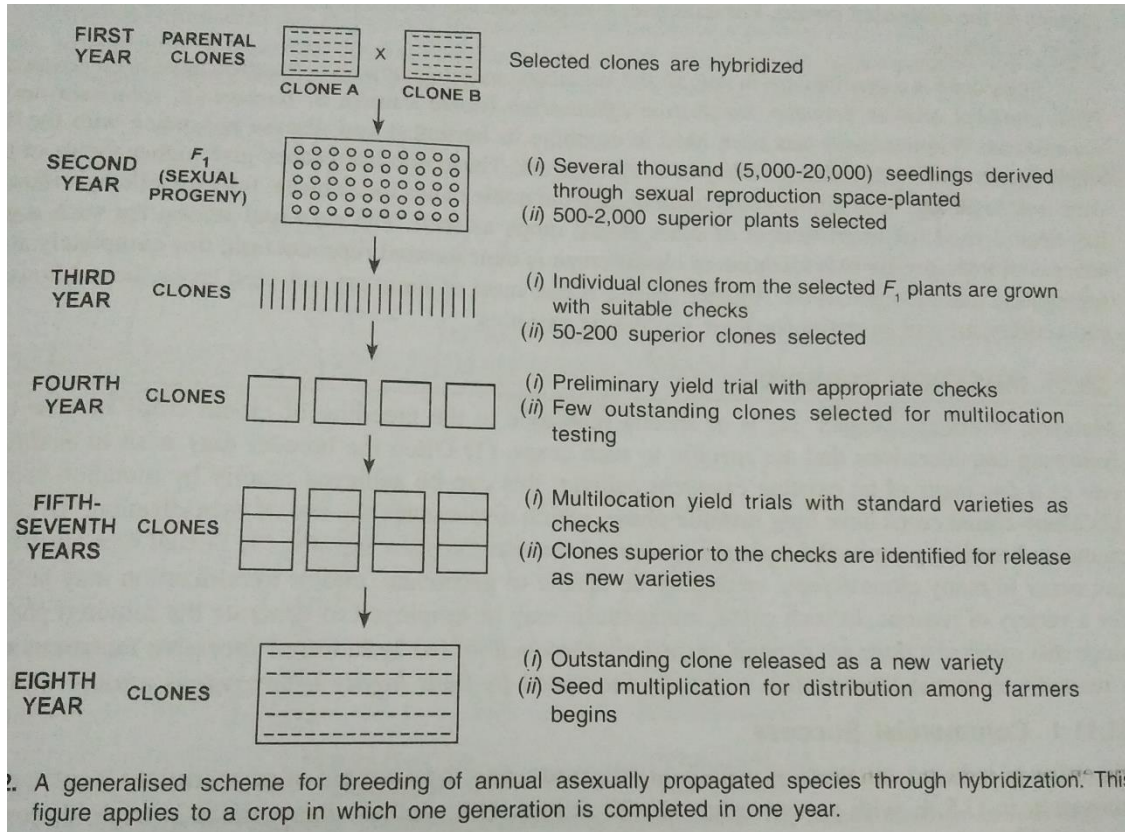 FIRST YEAR
PARENTAL CLONES
X
CLONE A
CLONE B
Selected clones are hybridized
SECOND YEAR
F₁ (SEXUAL PROGENY)
(i) Several thousand (5,000-20,000) seedlings derived
through sexual reproduction space-planted
(ii) 500-2,000 superior plants selected
THIRD YEAR
CLONES
(i) Individual clones from the selected F₁ plants are grown
with suitable checks
(ii) 50-200 superior clones selected
FOURTH YEAR
CLONES
(i) Preliminary yield trial with appropriate checks
(ii) Few outstanding clones selected for multilocation
testing
FIFTH-SEVENTH YEARS
CLONES
(i) Multilocation yield trials with standard varieties as
checks
(ii) Clones superior to the checks are identified for release
as new varieties
EIGHTH YEAR
CLONES
(i) Outstanding clone released as a new variety
(ii) Seed multiplication for distribution among farmers
begins
2. A generalised scheme for breeding of annual asexually propagated species through hybridization. This
figure applies to a crop in which one generation is completed in one year.